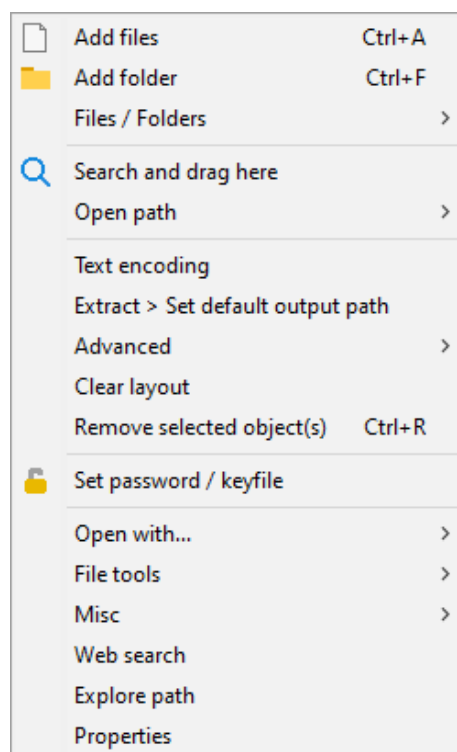 Add files Ctrl+A
Add folder Ctrl+F
Files / Folders
Search and drag here
Open path
Text encoding
Extract > Set default output path
Advanced
Clear layout
Remove selected object(s) Ctrl+R
Set password / keyfile
Open with...
File tools
Misc
Web search
Explore path
Properties